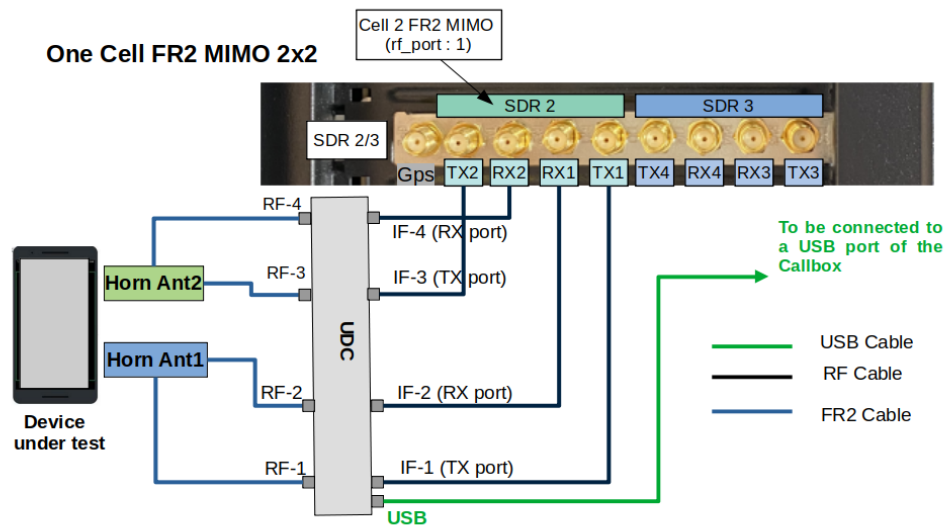 Cell 2 FR2 MIMO
(rf_port : 1)
One Cell FR2 MIMO 2x2
SDR 2
SDR 3
SDR 2/3
Gps
TX2
RX2
RX1
TX1
TX4
RX4
RX3
TX3
RF-4
IF-4 (RX port)
To be connected to
a USB port of the
Callbox
RF-3
IF-3 (TX port)
Horn Ant2
UDC
Horn Ant1
USB Cable
RF Cable
FR2 Cable
RF-2
IF-2 (RX port)
Device
under test
RF-1
IF-1 (TX port)
USB